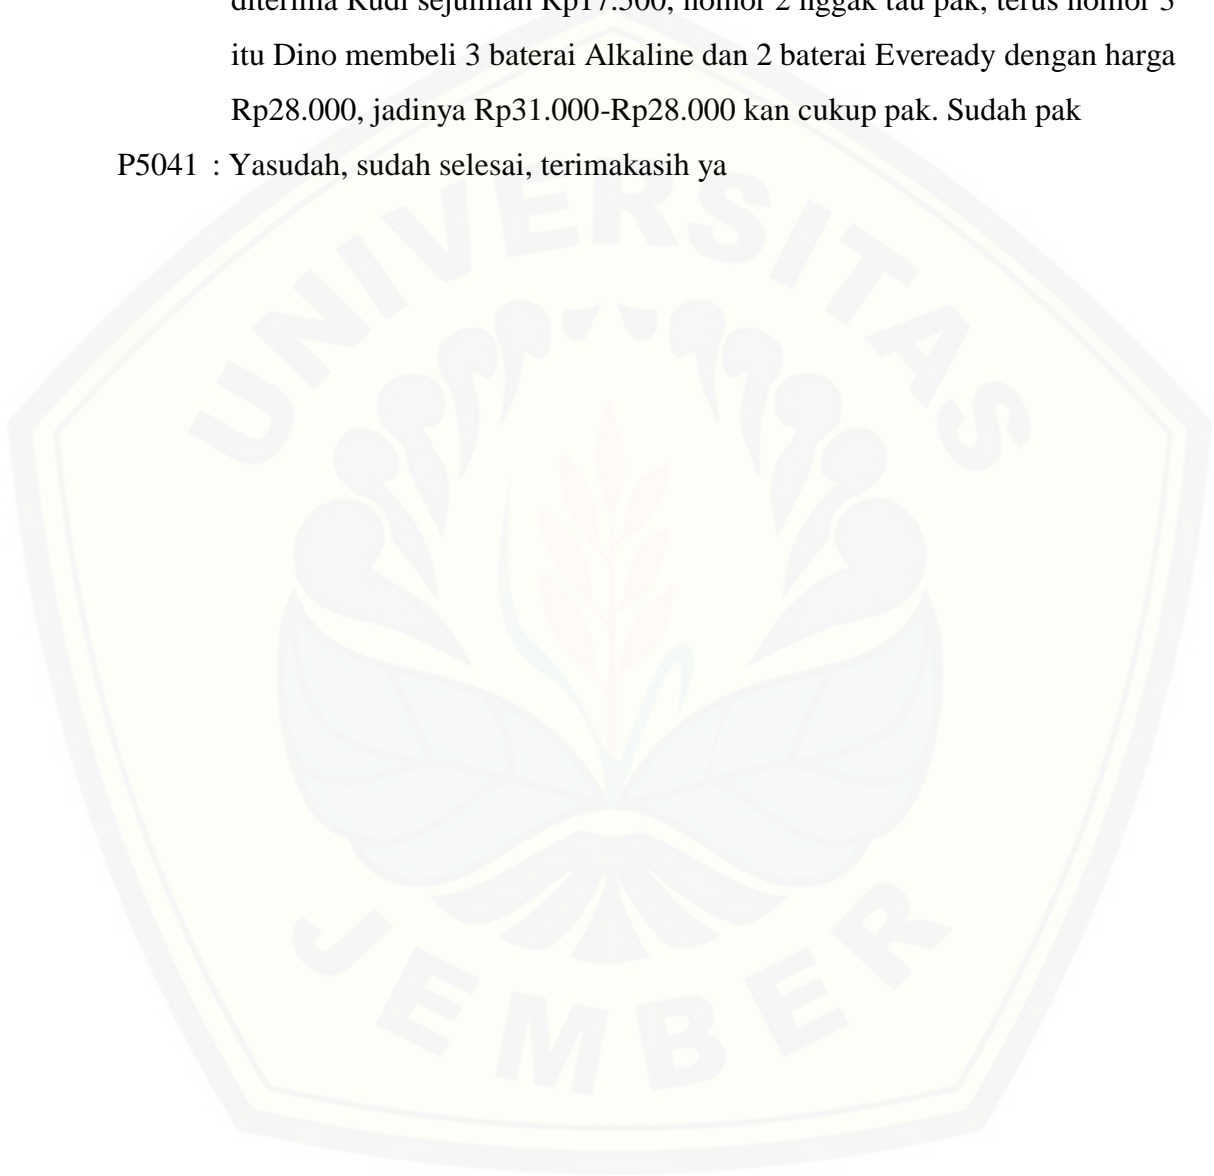 diterima Rudi sejumlah Rp17.500, nomor 2 nggak tau pak, terus nomor 3
itu Dino membeli 3 baterai Alkaline dan 2 baterai Eveready dengan harga
Rp28.000, jadinya Rp31.000-Rp28.000 kan cukup pak. Sudah pak
P5041 : Yasudah, sudah selesai, terimakasih ya
UNIVERSITAS
JEMBER